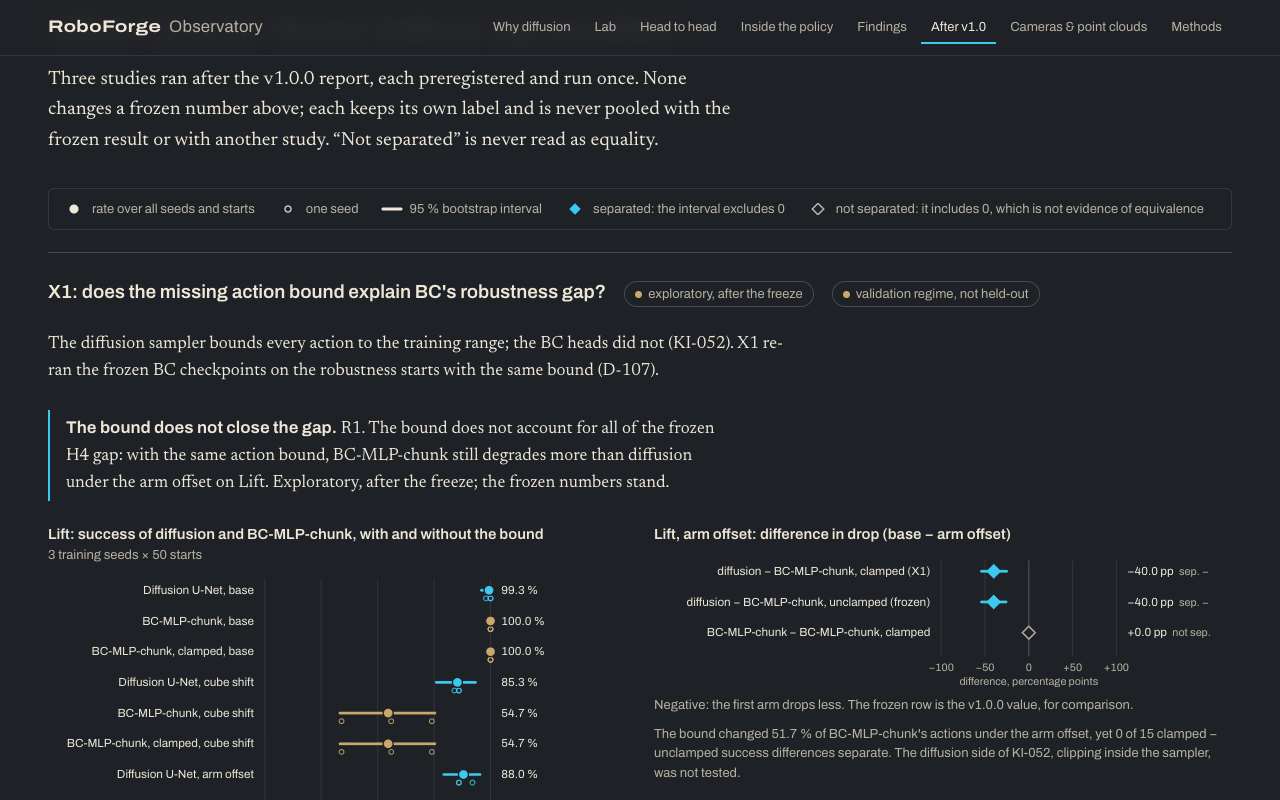 RoboForge Observatory
Why diffusion
Lab
Head to head
Inside the policy
Findings
After v1.0
Cameras & point clouds
Methods
Three studies ran after the v1.0.0 report, each preregistered and run once. None
changes a frozen number above; each keeps its own label and is never pooled with the
frozen result or with another study. “Not separated” is never read as equality.
rate over all seeds and starts
one seed
95 % bootstrap interval
separated: the interval excludes 0
not separated: it includes 0, which is not evidence of equivalence
X1: does the missing action bound explain BC's robustness gap?
exploratory, after the freeze
validation regime, not held-out
The diffusion sampler bounds every action to the training range; the BC heads did not (KI-052). X1 re-
ran the frozen BC checkpoints on the robustness starts with the same bound (D-107).
The bound does not close the gap. R1. The bound does not account for all of the frozen
H4 gap: with the same action bound, BC-MLP-chunk still degrades more than diffusion
under the arm offset on Lift. Exploratory, after the freeze; the frozen numbers stand.
Lift: success of diffusion and BC-MLP-chunk, with and without the bound
3 training seeds × 50 starts
Diffusion U-Net, base 99.3 %
BC-MLP-chunk, base 100.0 %
BC-MLP-chunk, clamped, base 100.0 %
Diffusion U-Net, cube shift 85.3 %
BC-MLP-chunk, cube shift 54.7 %
BC-MLP-chunk, clamped, cube shift 54.7 %
Diffusion U-Net, arm offset 88.0 %
Lift, arm offset: difference in drop (base − arm offset)
diffusion − BC-MLP-chunk, clamped (X1) −40.0 pp sep. −
diffusion − BC-MLP-chunk, unclamped (frozen) −40.0 pp sep. −
BC-MLP-chunk − BC-MLP-chunk, clamped +0.0 pp not sep.
−100 −50 0 +50 +100
difference, percentage points
Negative: the first arm drops less. The frozen row is the v1.0.0 value, for comparison.
The bound changed 51.7 % of BC-MLP-chunk's actions under the arm offset, yet 0 of 15 clamped −
unclamped success differences separate. The diffusion side of KI-052, clipping inside the sampler,
was not tested.